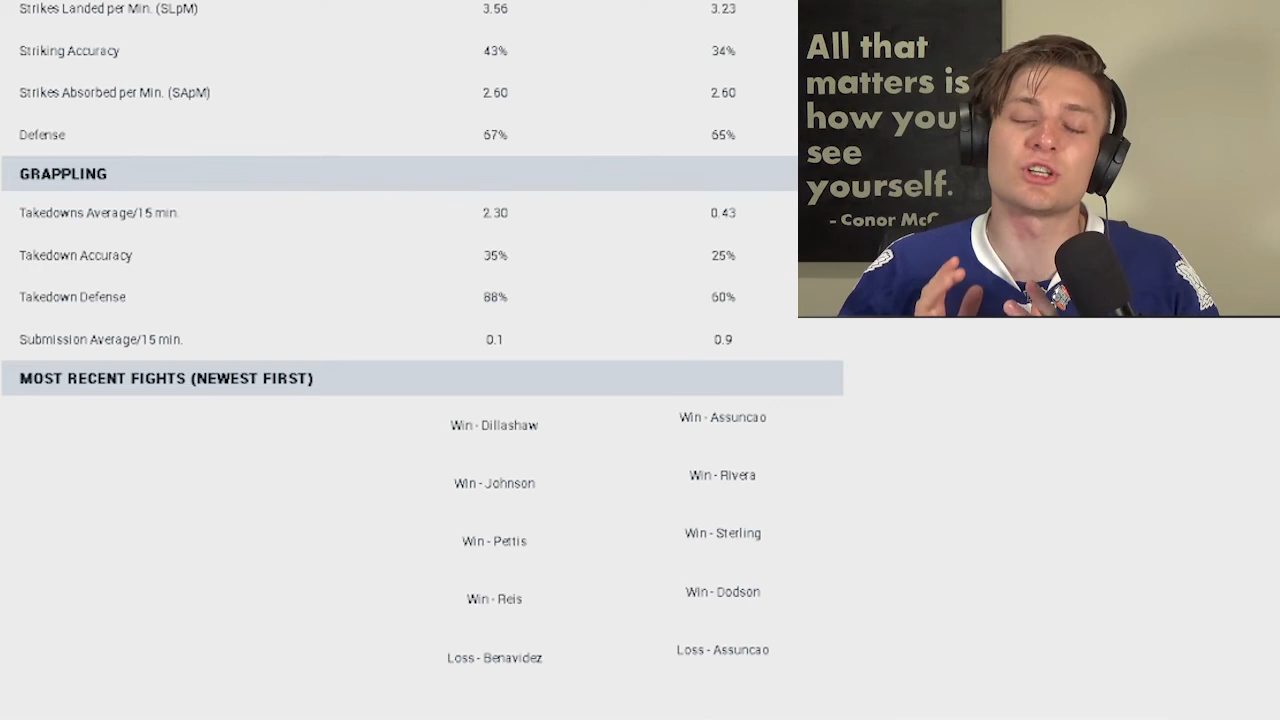 Strikes Landed per Min. (SLpM) 3.56 3.23
Striking Accuracy 43% 34%
Strikes Absorbed per Min. (SApM) 2.60 2.60
Defense 67% 65%
GRAPPLING
Takedowns Average/15 min. 2.30 0.43
Takedown Accuracy 35% 25%
Takedown Defense 88% 60%
Submission Average/15 min. 0.1 0.9
MOST RECENT FIGHTS (NEWEST FIRST)
Win - Dillashaw Win - Assuncao
Win - Johnson Win - Rivera
Win - Pettis Win - Sterling
Win - Reis Win - Dodson
Loss - Benavidez Loss - Assuncao
All that
matters is
how you
see
yourself.
- Conor McG